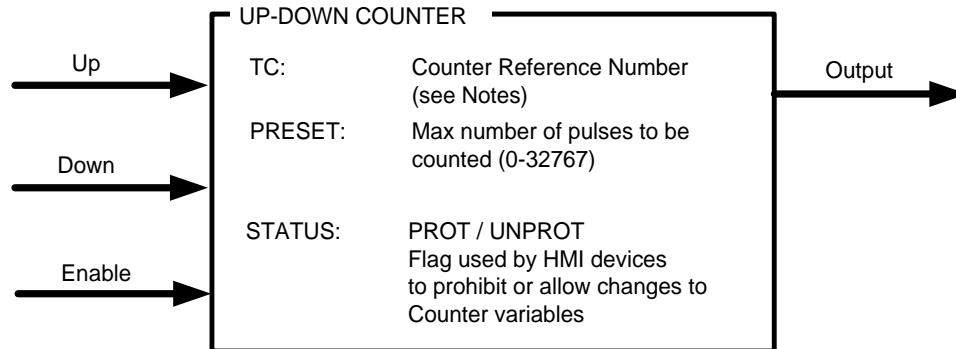 UP-DOWN COUNTER
Up
TC: Counter Reference Number
(see Notes)
Output
PRESET: Max number of pulses to be
counted (0-32767)
Down
STATUS: PROT / UNPROT
Flag used by HMI devices
to prohibit or allow changes to
Counter variables
Enable